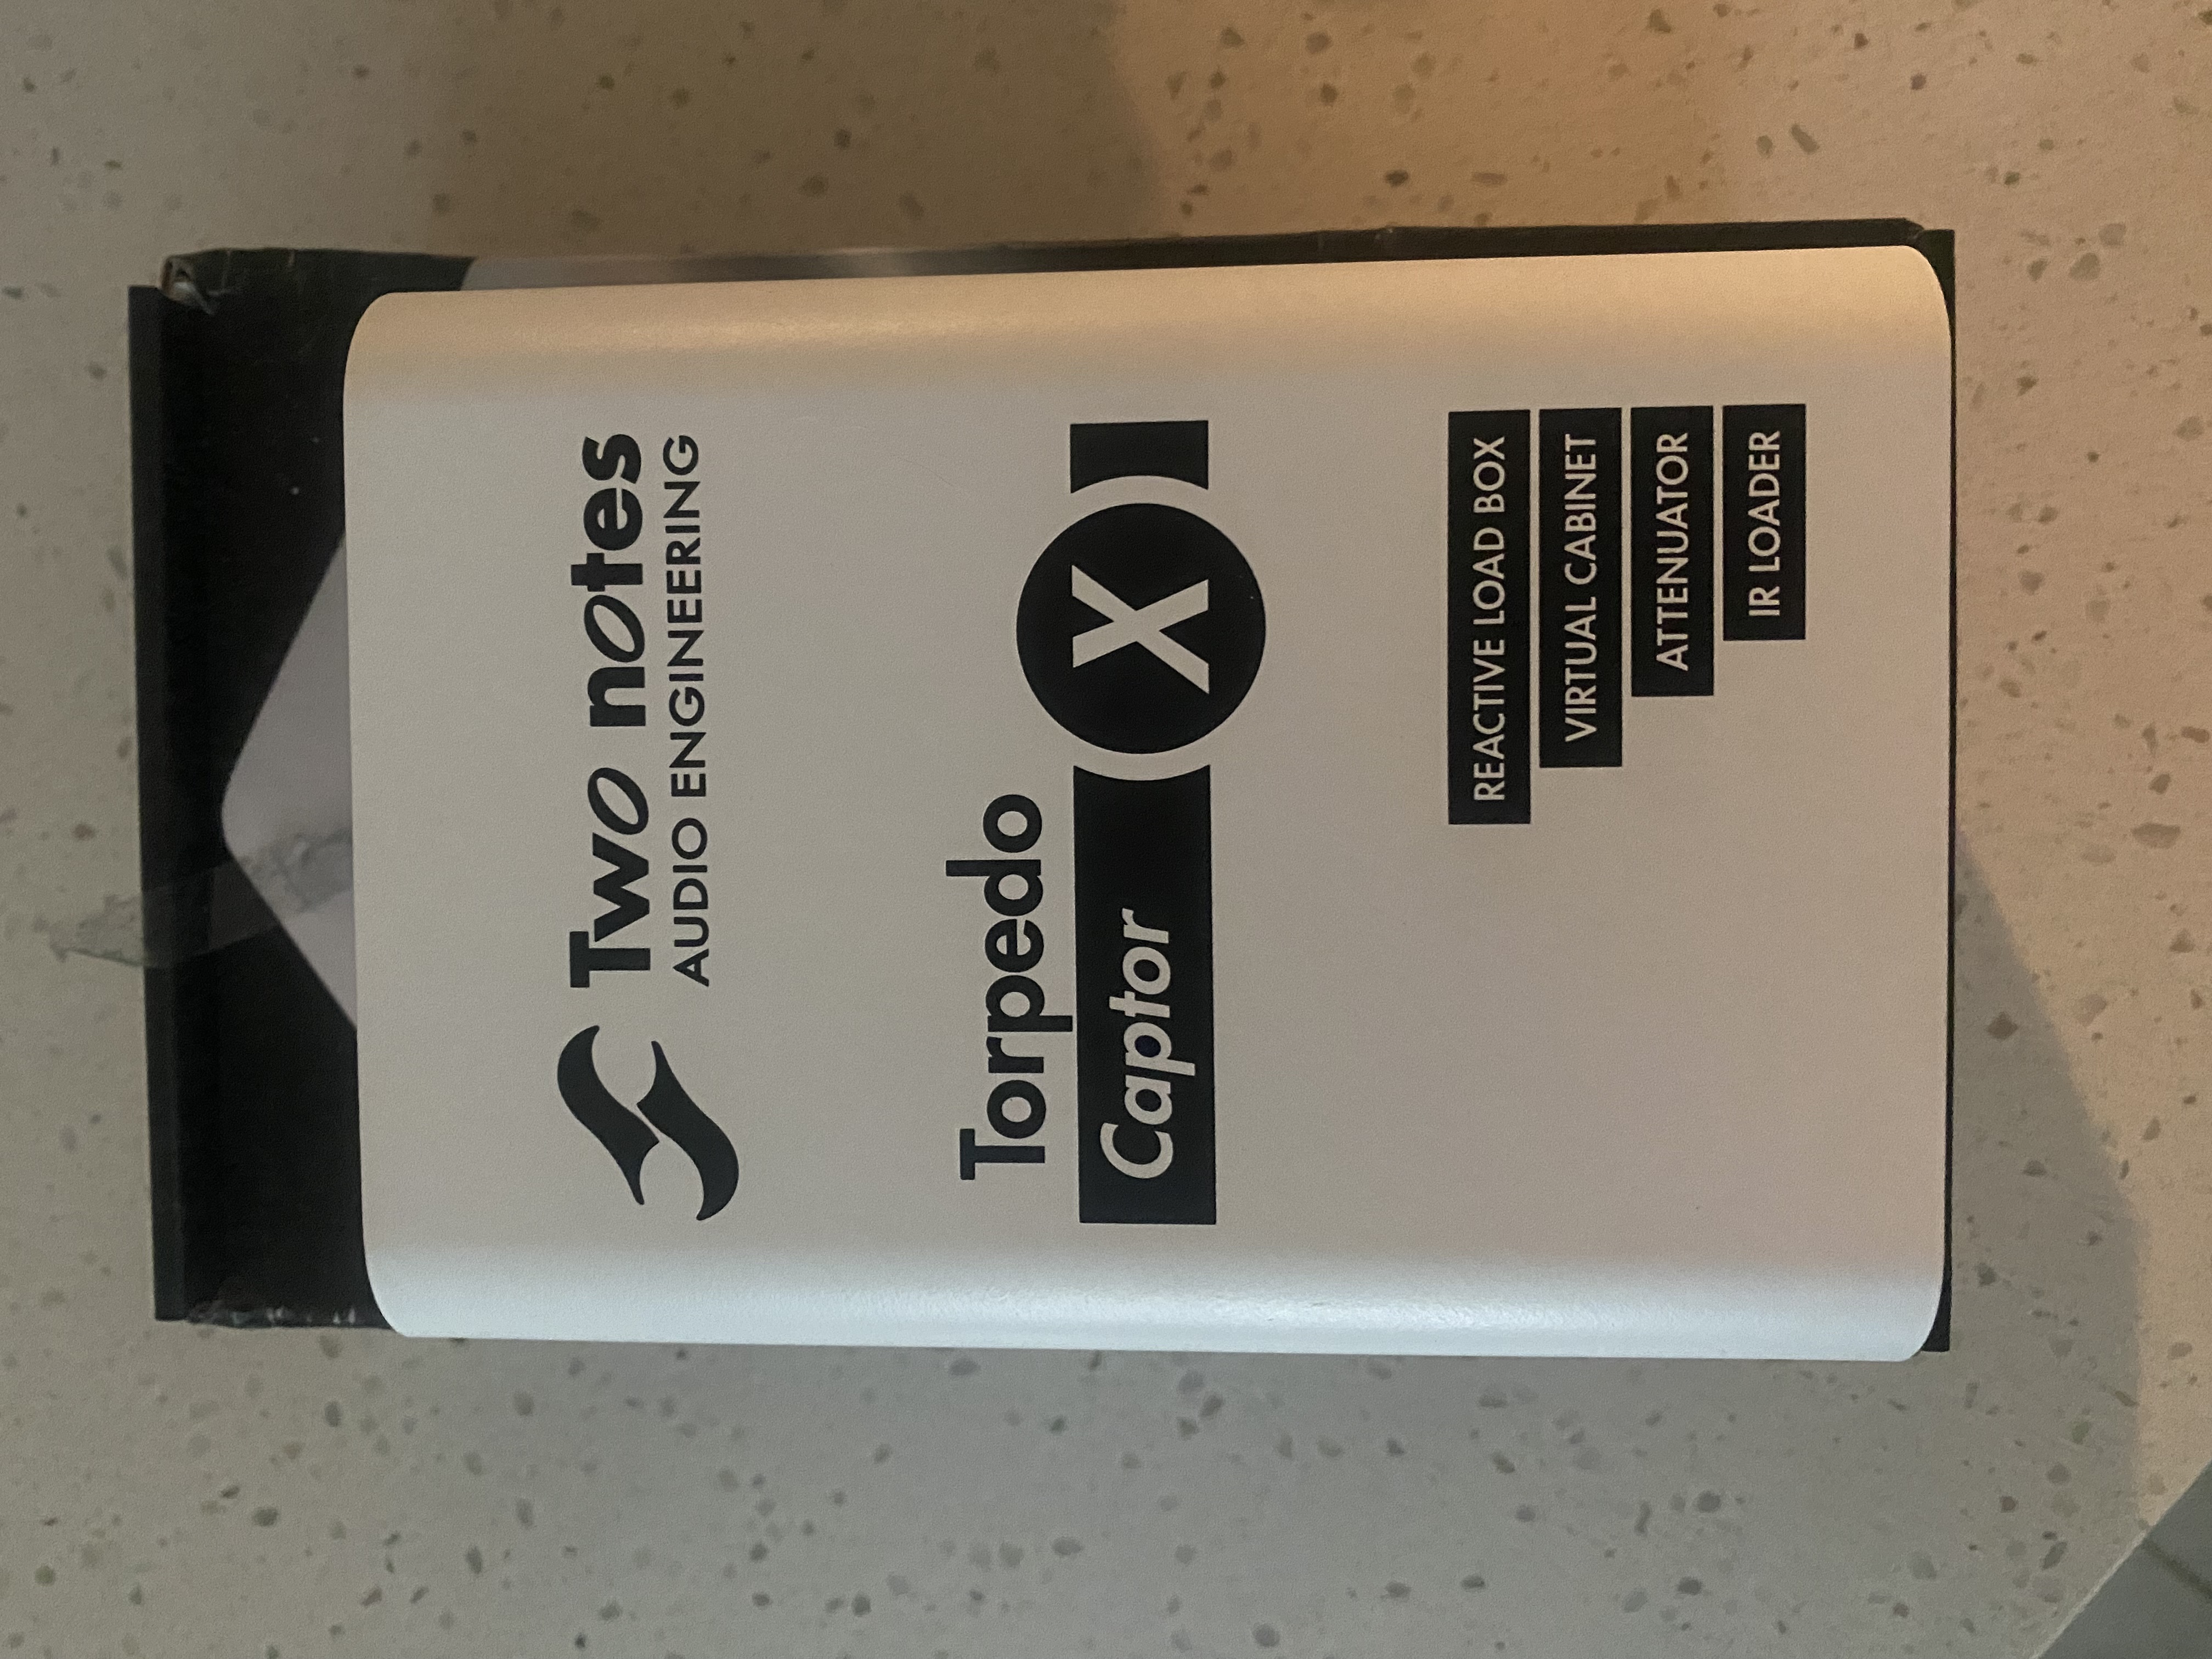 Two notes
AUDIO ENGINEERING
Torpedo
Captor X
REACTIVE LOAD BOX
VIRTUAL CABINET
ATTENUATOR
IR LOADER